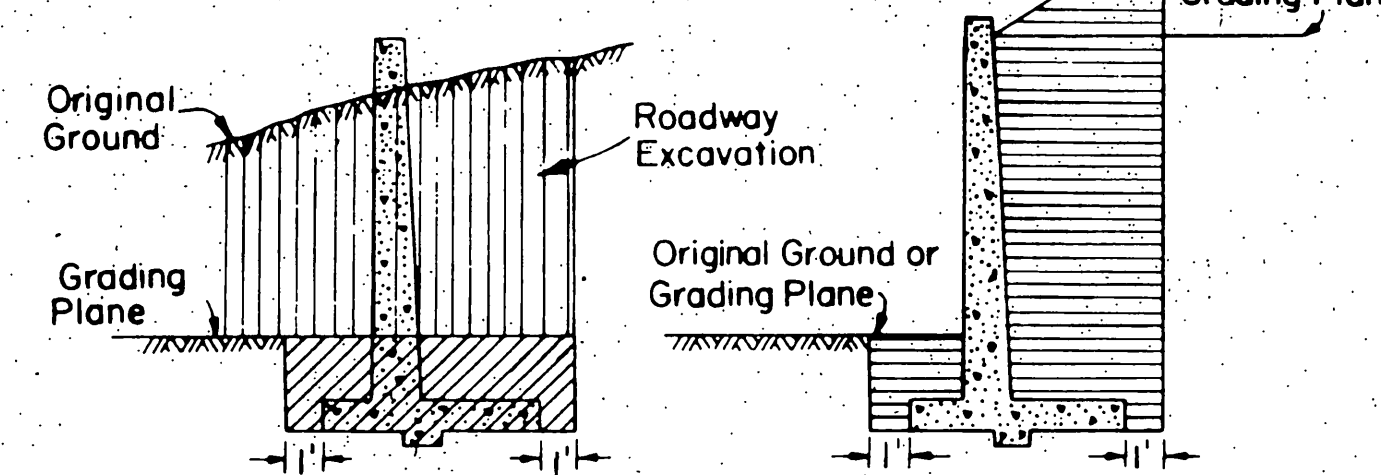 Original
Ground
Roadway
Excavation
Grading
Plane
1'
1'
Original Ground or
Grading Plane
1'
1'